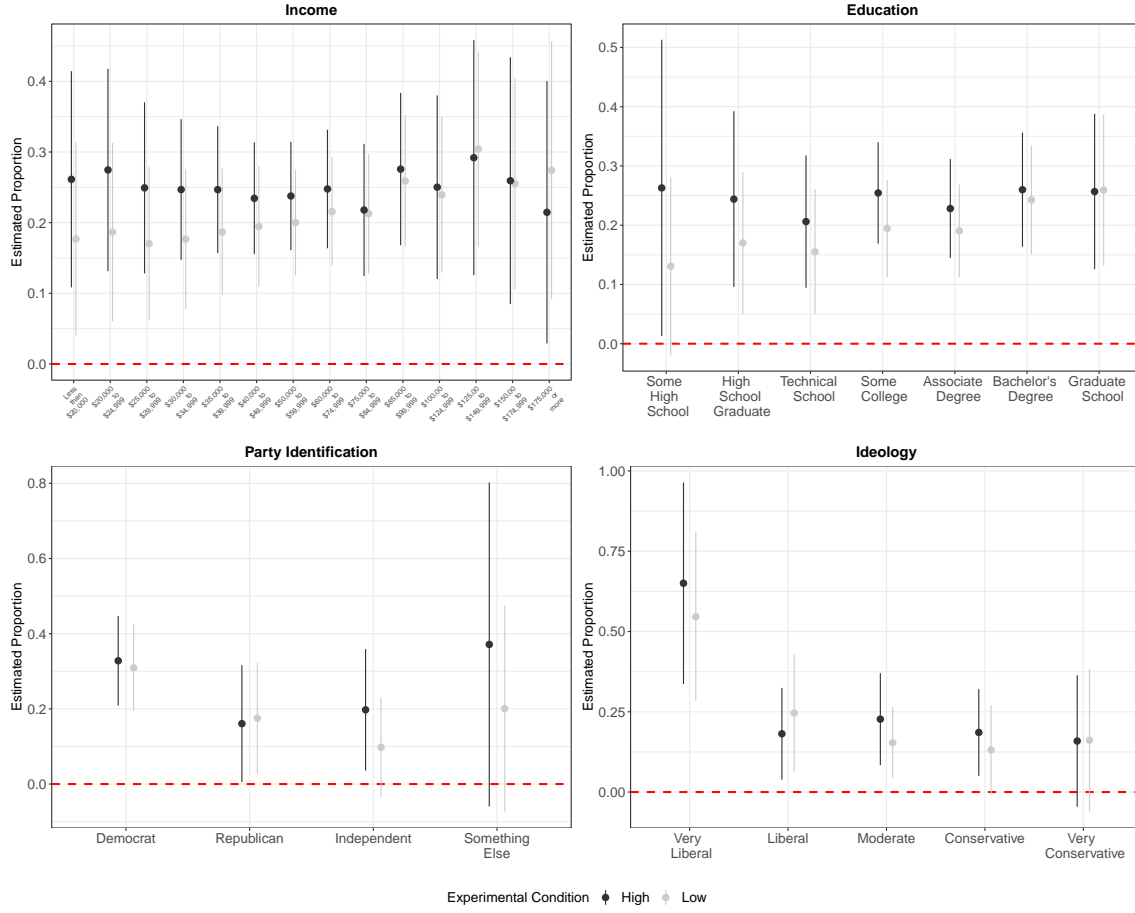 Income
Estimated Proportion
0.4
0.3
0.2
0.1
0.0
Less than $20,000
$20,000 to $24,999
$25,000 to $29,999
$30,000 to $34,999
$35,000 to $39,999
$40,000 to $49,999
$50,000 to $59,999
$60,000 to $74,999
$75,000 to $84,999
$85,000 to $99,999
$100,00 to $124,999
$125,00 to $149,999
$150,00 to $174,999
$175,000 or more
Education
Estimated Proportion
0.5
0.4
0.3
0.2
0.1
0.0
Some High School
High School Graduate
Technical School
Some College
Associate Degree
Bachelor's Degree
Graduate School
Party Identification
Estimated Proportion
0.8
0.6
0.4
0.2
0.0
Democrat
Republican
Independent
Something Else
Ideology
Estimated Proportion
1.00
0.75
0.50
0.25
0.00
Very Liberal
Liberal
Moderate
Conservative
Very Conservative
Experimental Condition High Low